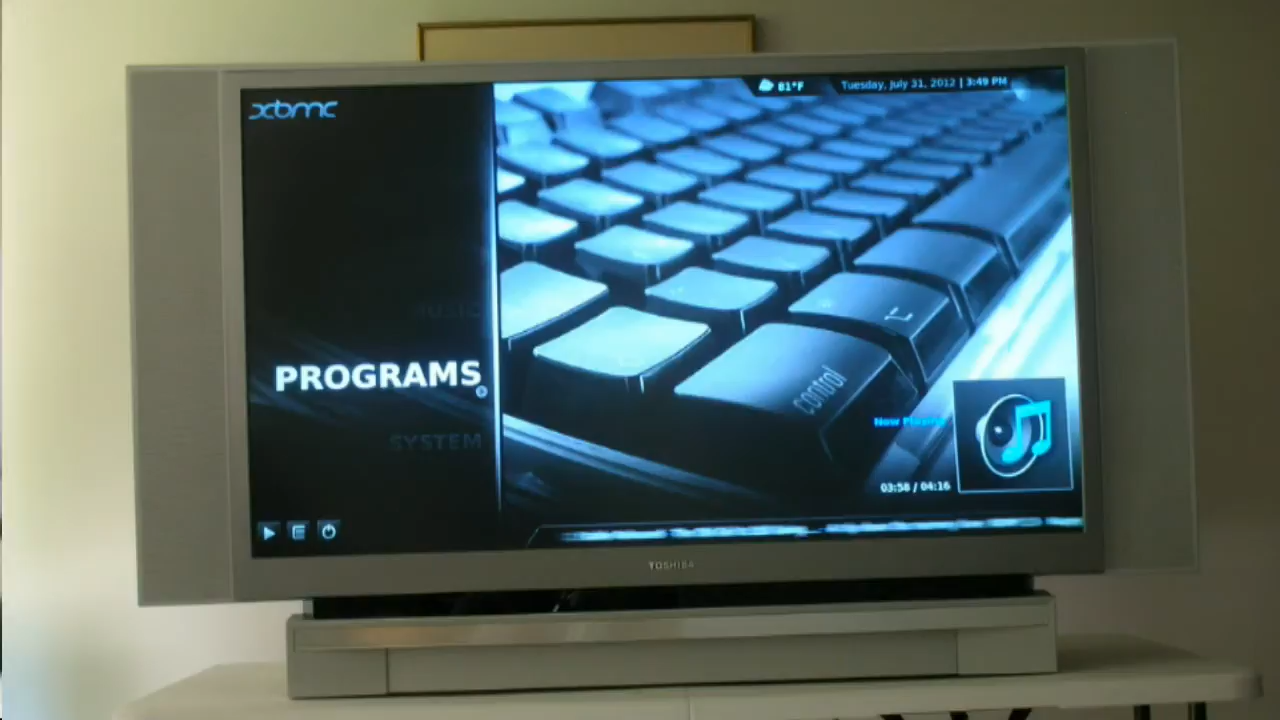 xbmc
81°F
Tuesday, July 31, 2012 | 3:49 PM
MUSIC
PROGRAMS
SYSTEM
control
Now Playing
03:58 / 04:16
TOSHIBA